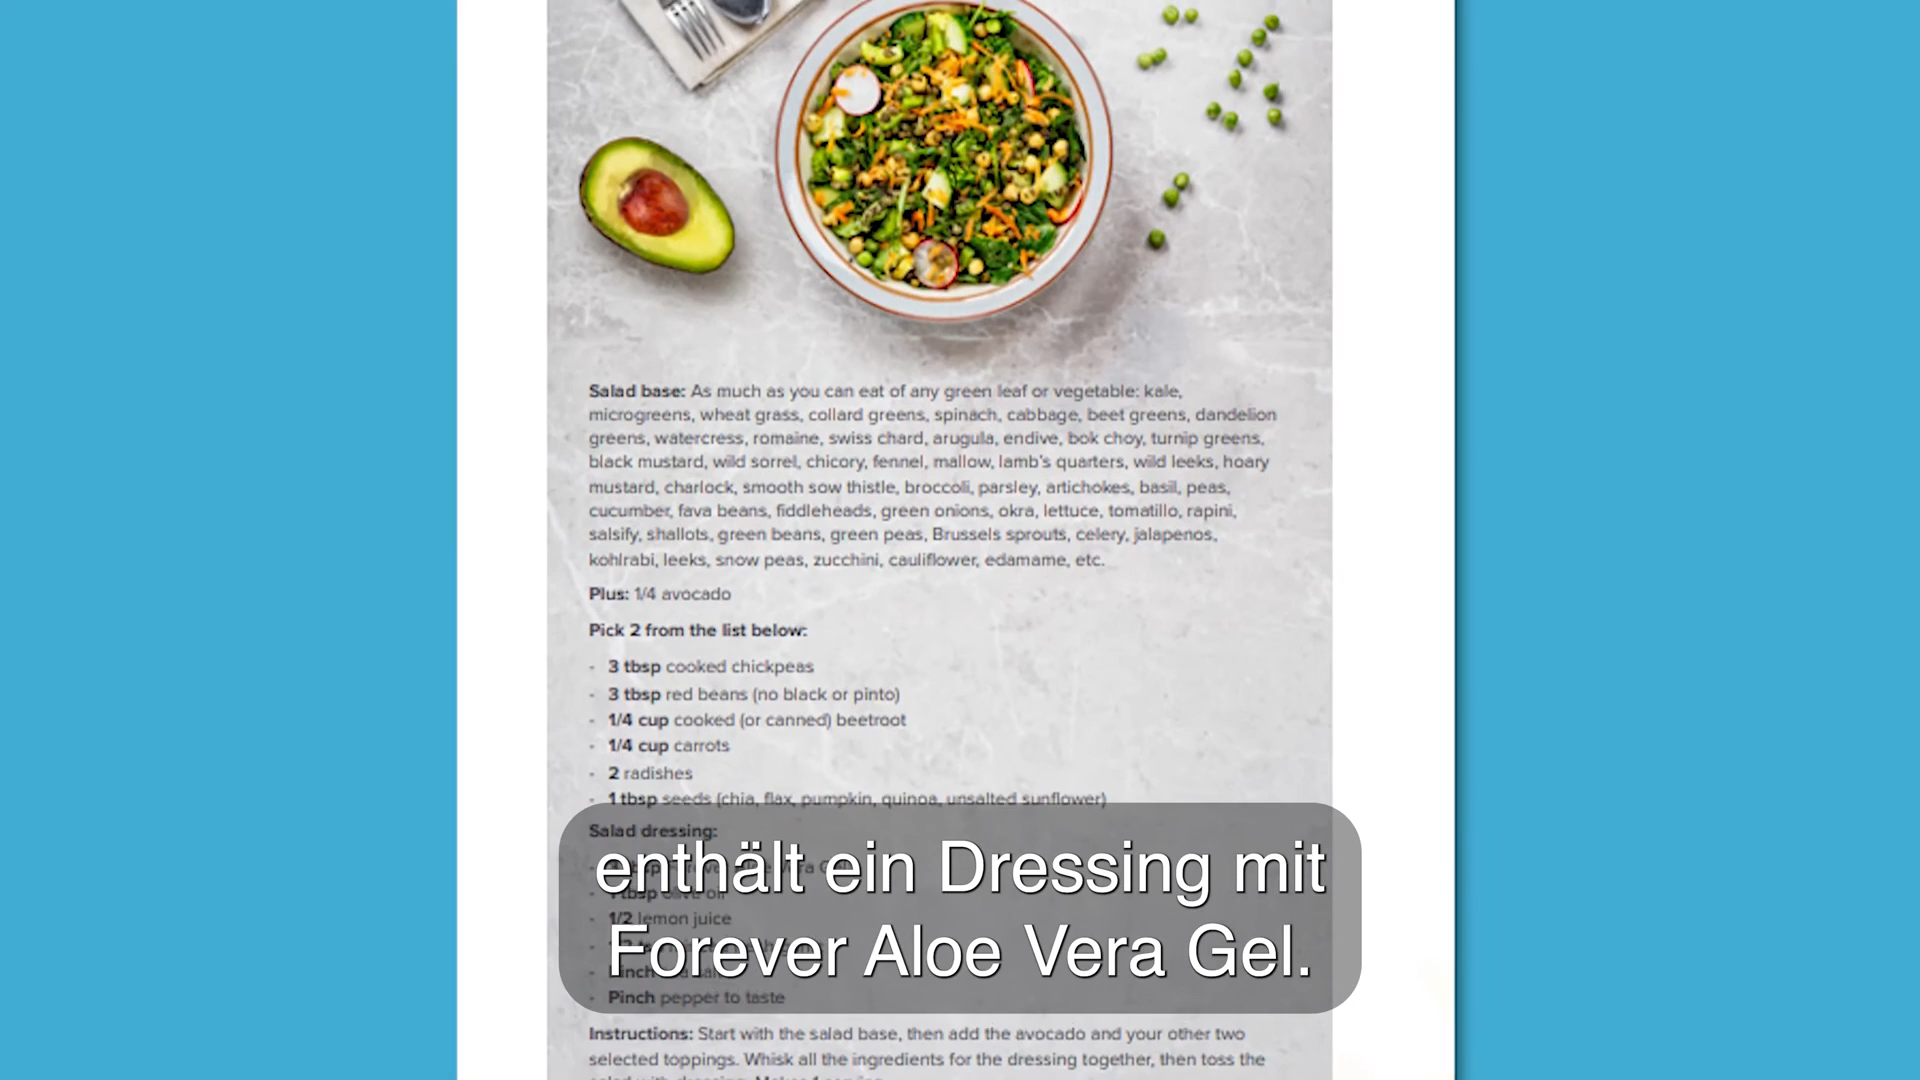 Salad base: As much as you can eat of any green leaf or vegetable: kale,
microgreens, wheat grass, collard greens, spinach, cabbage, beet greens, dandelion
greens, watercress, romaine, swiss chard, arugula, endive, bok choy, turnip greens,
black mustard, wild sorrel, chicory, fennel, mallow, lamb's quarters, wild leeks, hoary
mustard, charlock, smooth sow thistle, broccoli, parsley, artichokes, basil, peas,
cucumber, fava beans, fiddleheads, green onions, okra, lettuce, tomatillo, rapini,
salsify, shallots, green beans, green peas, Brussels sprouts, celery, jalapenos,
kohlrabi, leeks, snow peas, zucchini, cauliflower, edamame, etc.
Plus: 1/4 avocado
Pick 2 from the list below:
- 3 tbsp cooked chickpeas
- 3 tbsp red beans (no black or pinto)
- 1/4 cup cooked (or canned) beetroot
- 1/4 cup carrots
- 2 radishes
- 1 tbsp seeds (chia, flax, pumpkin, quinoa, unsalted sunflower)
Salad dressing:
enthält ein Dressing mit
- 1 tbsp olive oil
- 1/2 lemon juice
Forever Aloe Vera Gel.
- Pinch
- Pinch pepper to taste
Instructions: Start with the salad base, then add the avocado and your other two
selected toppings. Whisk all the ingredients for the dressing together, then toss the